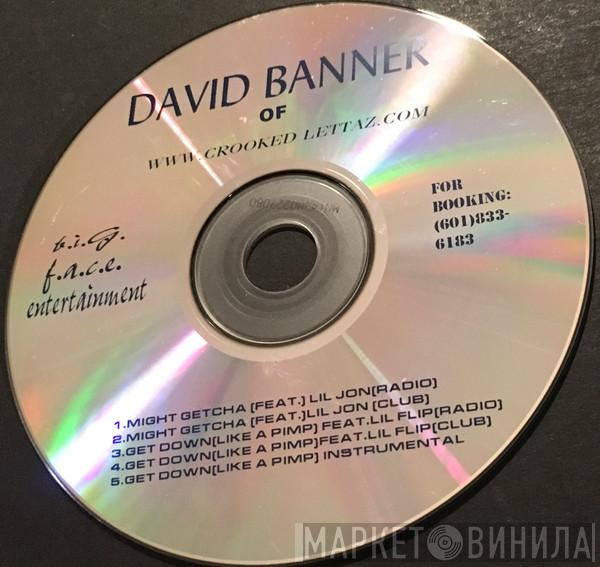 DAVID BANNER
OF
WWW.CROOKED LETTAZ.COM
FOR
BOOKING:
(601)833-
6183
b.i.g.
f.a.c.e.
entertainment
1.MIGHT GETCHA (FEAT.) LIL JON(RADIO)
2.MIGHT GETCHA (FEAT.)LIL JON (CLUB)
3.GET DOWN(LIKE A PIMP) FEAT.LIL FLIP(RADIO)
4.GET DOWN(LIKE A PIMP)FEAT.LIL FLIP(CLUB)
5.GET DOWN(LIKE A PIMP) INSTRUMENTAL
МАРКЕТ ВИНИЛА